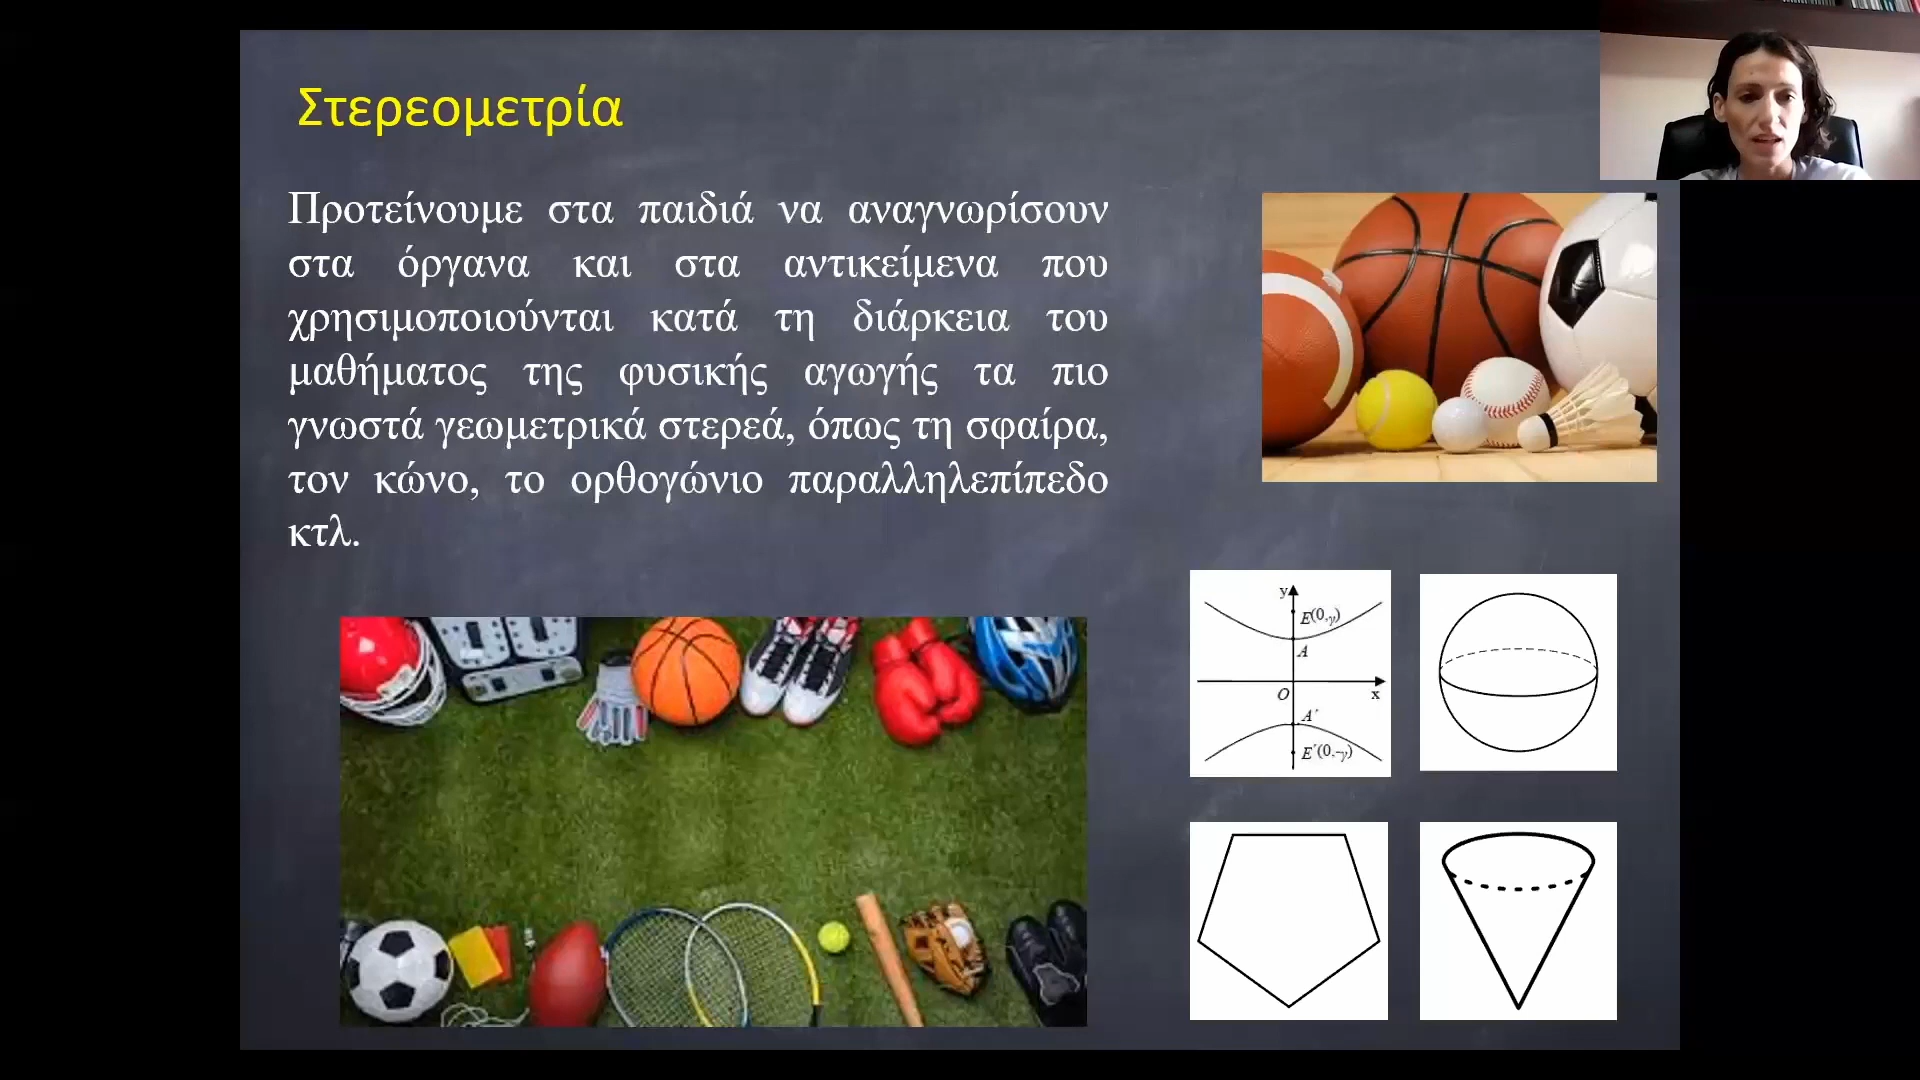 Στερεομετρία
Προτείνουμε στα παιδιά να αναγνωρίσουν
στα όργανα και στα αντικείμενα που
χρησιμοποιούνται κατά τη διάρκεια του
μαθήματος της φυσικής αγωγής τα πιο
γνωστά γεωμετρικά στερεά, όπως τη σφαίρα,
τον κώνο, το ορθογώνιο παραλληλεπίπεδο
κτλ.
y
E(0,γ)
A
O
x
A΄
E΄(0,-γ)